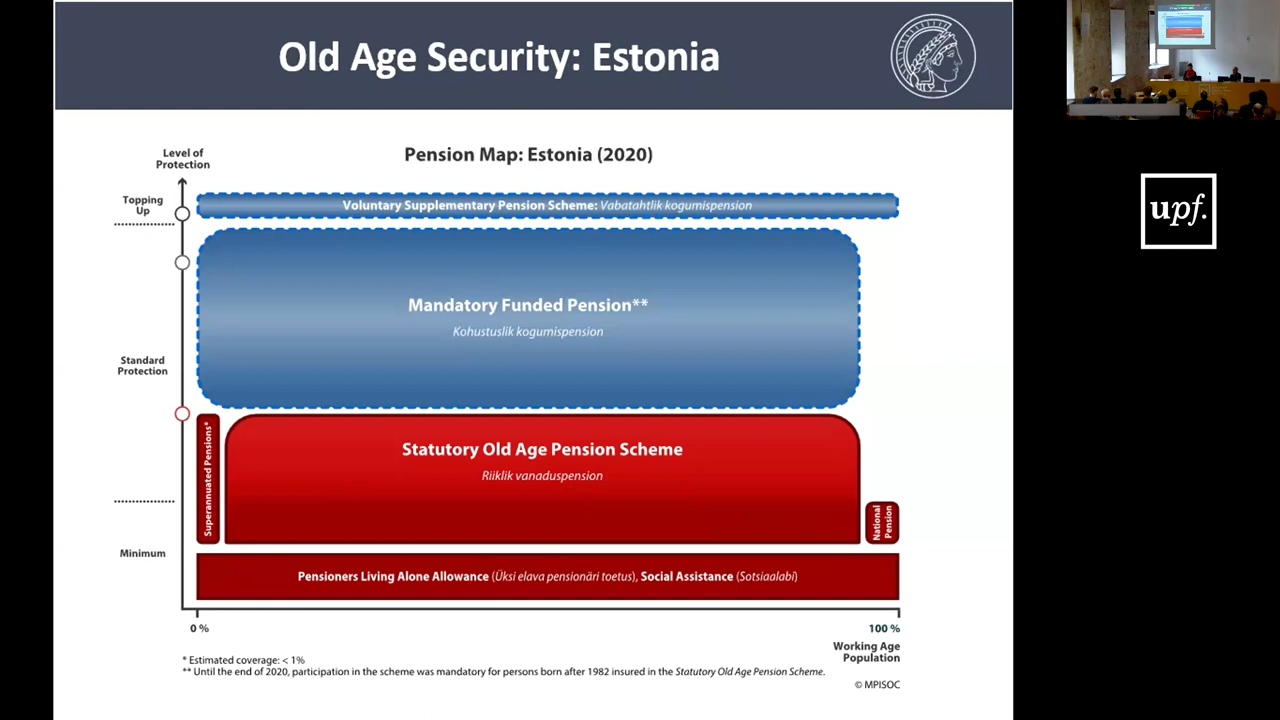 Old Age Security: Estonia
Pension Map: Estonia (2020)
Level of
Protection
Topping
Up
Voluntary Supplementary Pension Scheme: Vabatahtlik kogumispension
Mandatory Funded Pension**
Kohustuslik kogumispension
Standard
Protection
Superannuated Pensions*
Statutory Old Age Pension Scheme
Riiklik vanaduspension
National
Pension
Minimum
Pensioners Living Alone Allowance (Üksi elava pensionäri toetus), Social Assistance (Sotsiaalabi)
0 %
100 %
Working Age
Population
* Estimated coverage: < 1%
** Until the end of 2020, participation in the scheme was mandatory for persons born after 1982 insured in the Statutory Old Age Pension Scheme.
© MPISOC
upf.